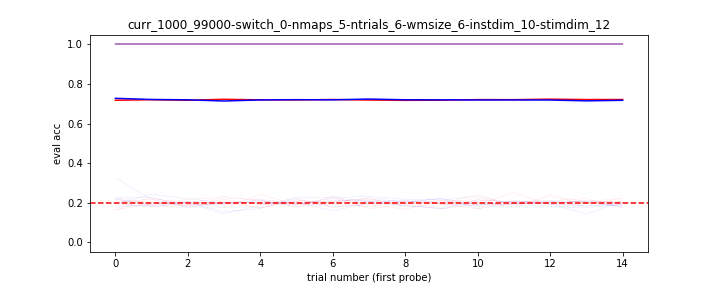 curr_1000_99000-switch_0-nmaps_5-ntrials_6-wmsize_6-instdim_10-stimdim_12
1.0
0.8
0.6
0.4
0.2
0.0
eval acc
0 2 4 6 8 10 12 14
trial number (first probe)